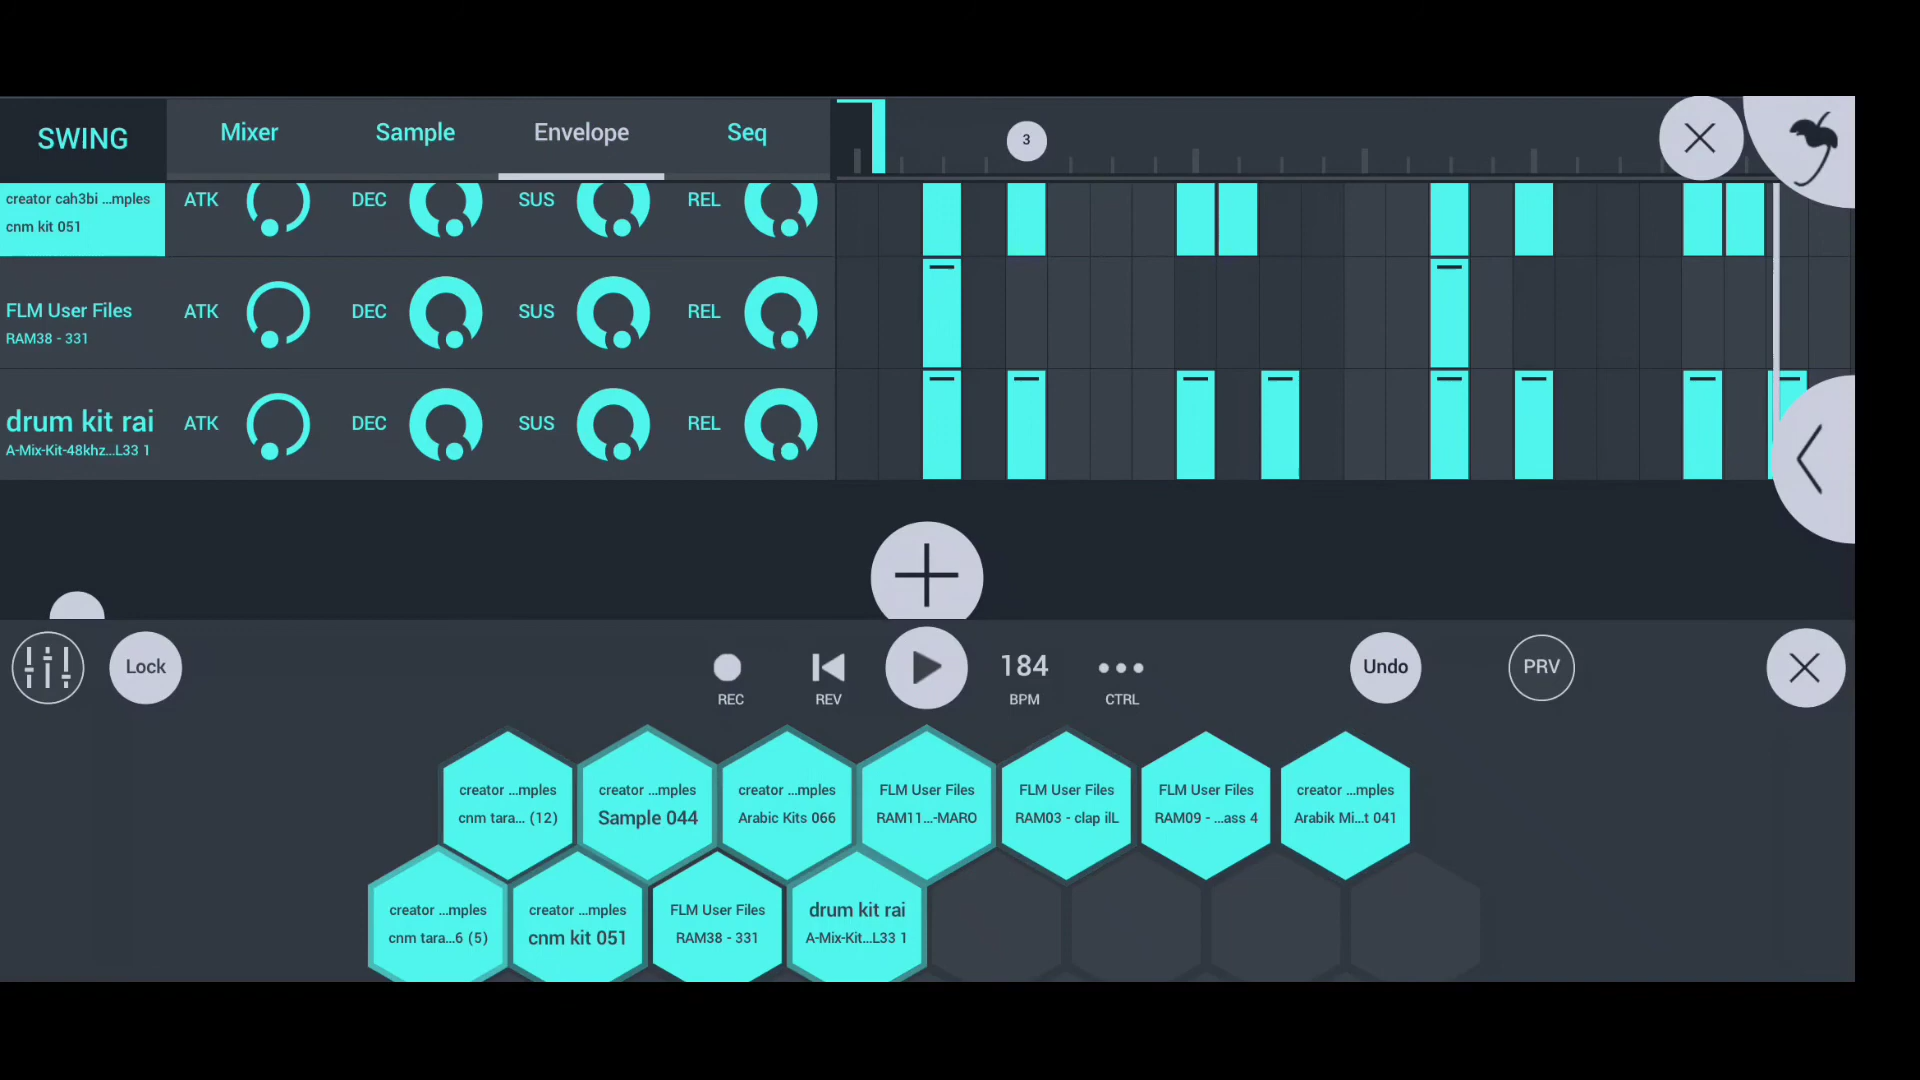 SWING
Mixer
Sample
Envelope
Seq
3
creator cah3bi ...mples
cnm kit 051
ATK
DEC
SUS
REL
FLM User Files
RAM38 - 331
ATK
DEC
SUS
REL
drum kit rai
A-Mix-Kit-48khz...L33 1
ATK
DEC
SUS
REL
Lock
REC
REV
184
BPM
CTRL
Undo
PRV
creator ...mples
cnm tara... (12)
creator ...mples
Sample 044
creator ...mples
Arabic Kits 066
FLM User Files
RAM11...-MARO
FLM User Files
RAM03 - clap ilL
FLM User Files
RAM09 - ...ass 4
creator ...mples
Arabik Mi...t 041
creator ...mples
cnm tara...6 (5)
creator ...mples
cnm kit 051
FLM User Files
RAM38 - 331
drum kit rai
A-Mix-Kit...L33 1